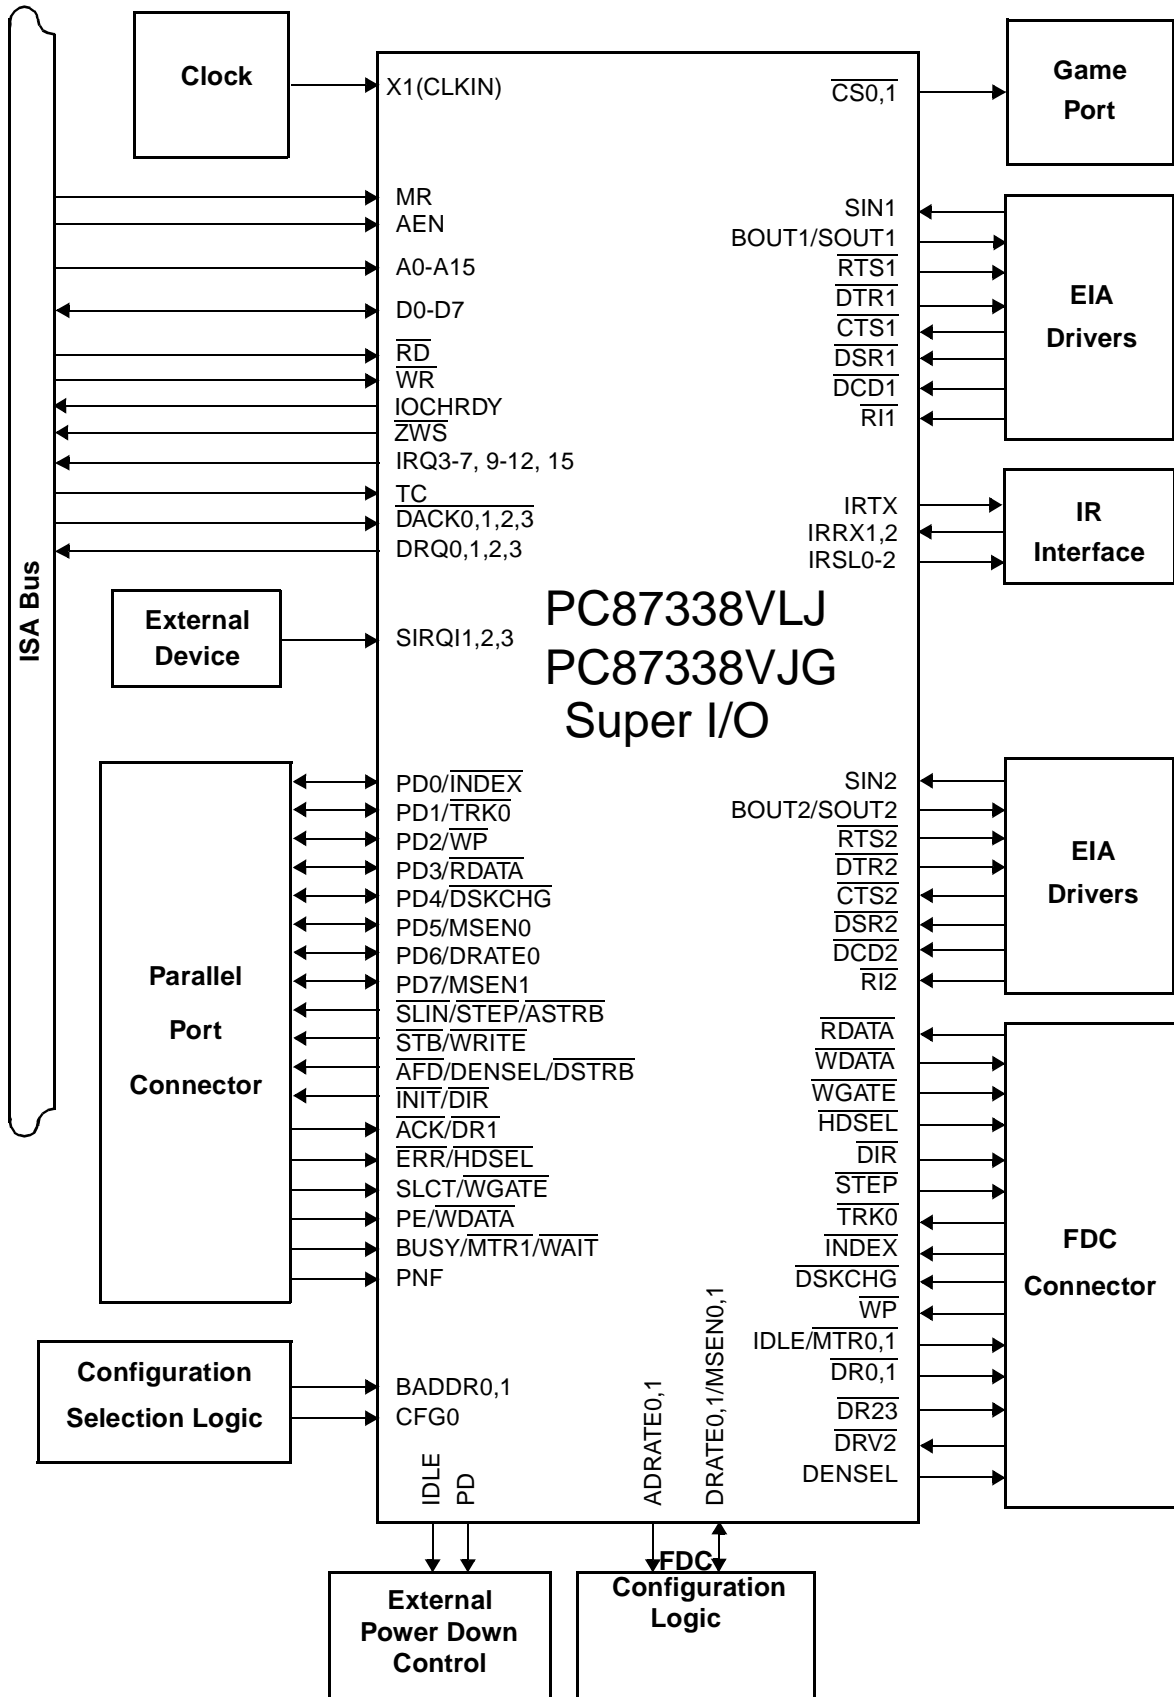 Clock
X1(CLKIN)
CS0,1
Game
Port
ISA Bus
MR
AEN
A0-A15
D0-D7
RD
WR
IOCHRDY
ZWS
IRQ3-7, 9-12, 15
TC
DACK0,1,2,3
DRQ0,1,2,3
SIN1
BOUT1/SOUT1
RTS1
DTR1
CTS1
DSR1
DCD1
RI1
EIA
Drivers
IRTX
IRRX1,2
IRSL0-2
IR
Interface
External
Device
SIRQI1,2,3
PC87338VLJ
PC87338VJG
Super I/O
Parallel
Port
Connector
PD0/INDEX
PD1/TRK0
PD2/WP
PD3/RDATA
PD4/DSKCHG
PD5/MSEN0
PD6/DRATE0
PD7/MSEN1
SLIN/STEP/ASTRB
STB/WRITE
AFD/DENSEL/DSTRB
INIT/DIR
ACK/DR1
ERR/HDSEL
SLCT/WGATE
PE/WDATA
BUSY/MTR1/WAIT
PNF
SIN2
BOUT2/SOUT2
RTS2
DTR2
CTS2
DSR2
DCD2
RI2
EIA
Drivers
RDATA
WDATA
WGATE
HDSEL
DIR
STEP
TRK0
INDEX
DSKCHG
WP
IDLE/MTR0,1
DR0,1
DR23
DRV2
DENSEL
FDC
Connector
Configuration
Selection Logic
BADDR0,1
CFG0
IDLE
PD
ADRATE0,1
DRATE0,1/MSEN0,1
External
Power Down
Control
FDC
Configuration
Logic